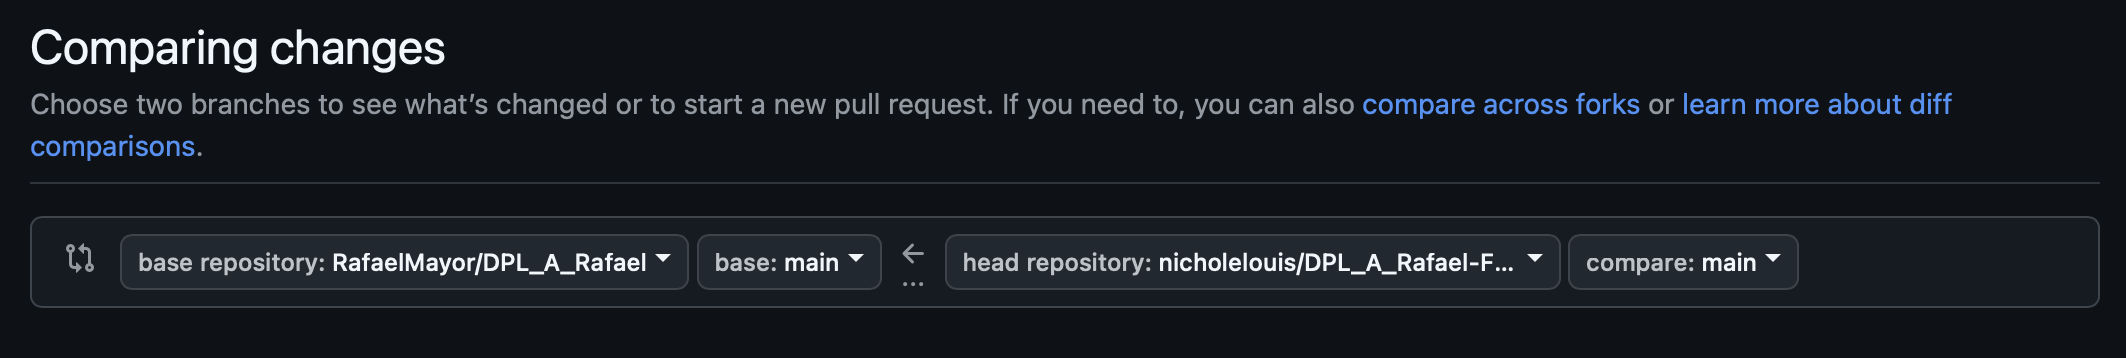 Comparing changes
Choose two branches to see what's changed or to start a new pull request. If you need to, you can also compare across forks or learn more about diff
comparisons.
base repository: RafaelMayor/DPL_A_Rafael base: main ... head repository: nicholelouis/DPL_A_Rafael-F... compare: main